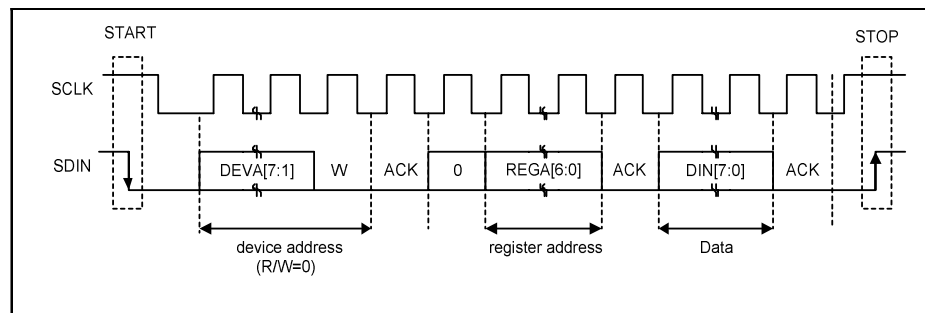 START
STOP
SCLK
SDIN
DEVA[7:1] W ACK 0 REGA[6:0] ACK DIN[7:0] ACK
device address
(R/W=0)
register address
Data